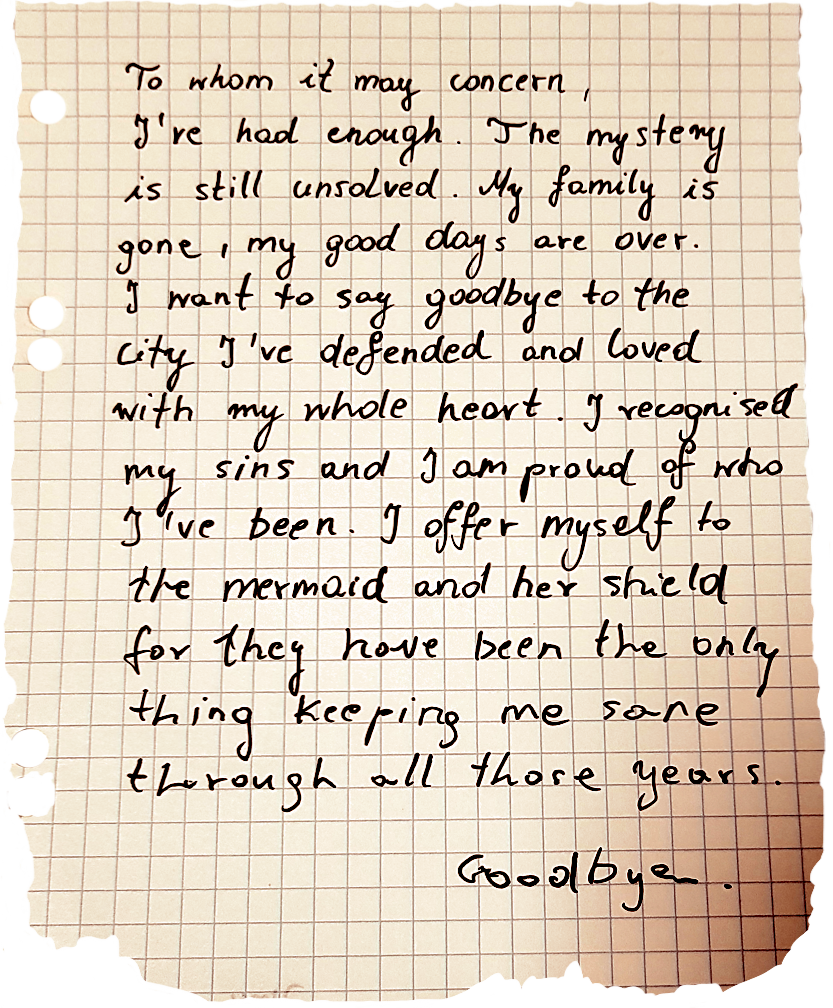 To whom it may concern,
I've had enough. The mystery
is still unsolved. My family is
gone, my good days are over.
I want to say goodbye to the
city I've defended and loved
with my whole heart. I recognised
my sins and I am proud of who
I've been. I offer myself to
the mermaid and her shield
for they have been the only
thing keeping me sane
through all those years.
Goodbye.